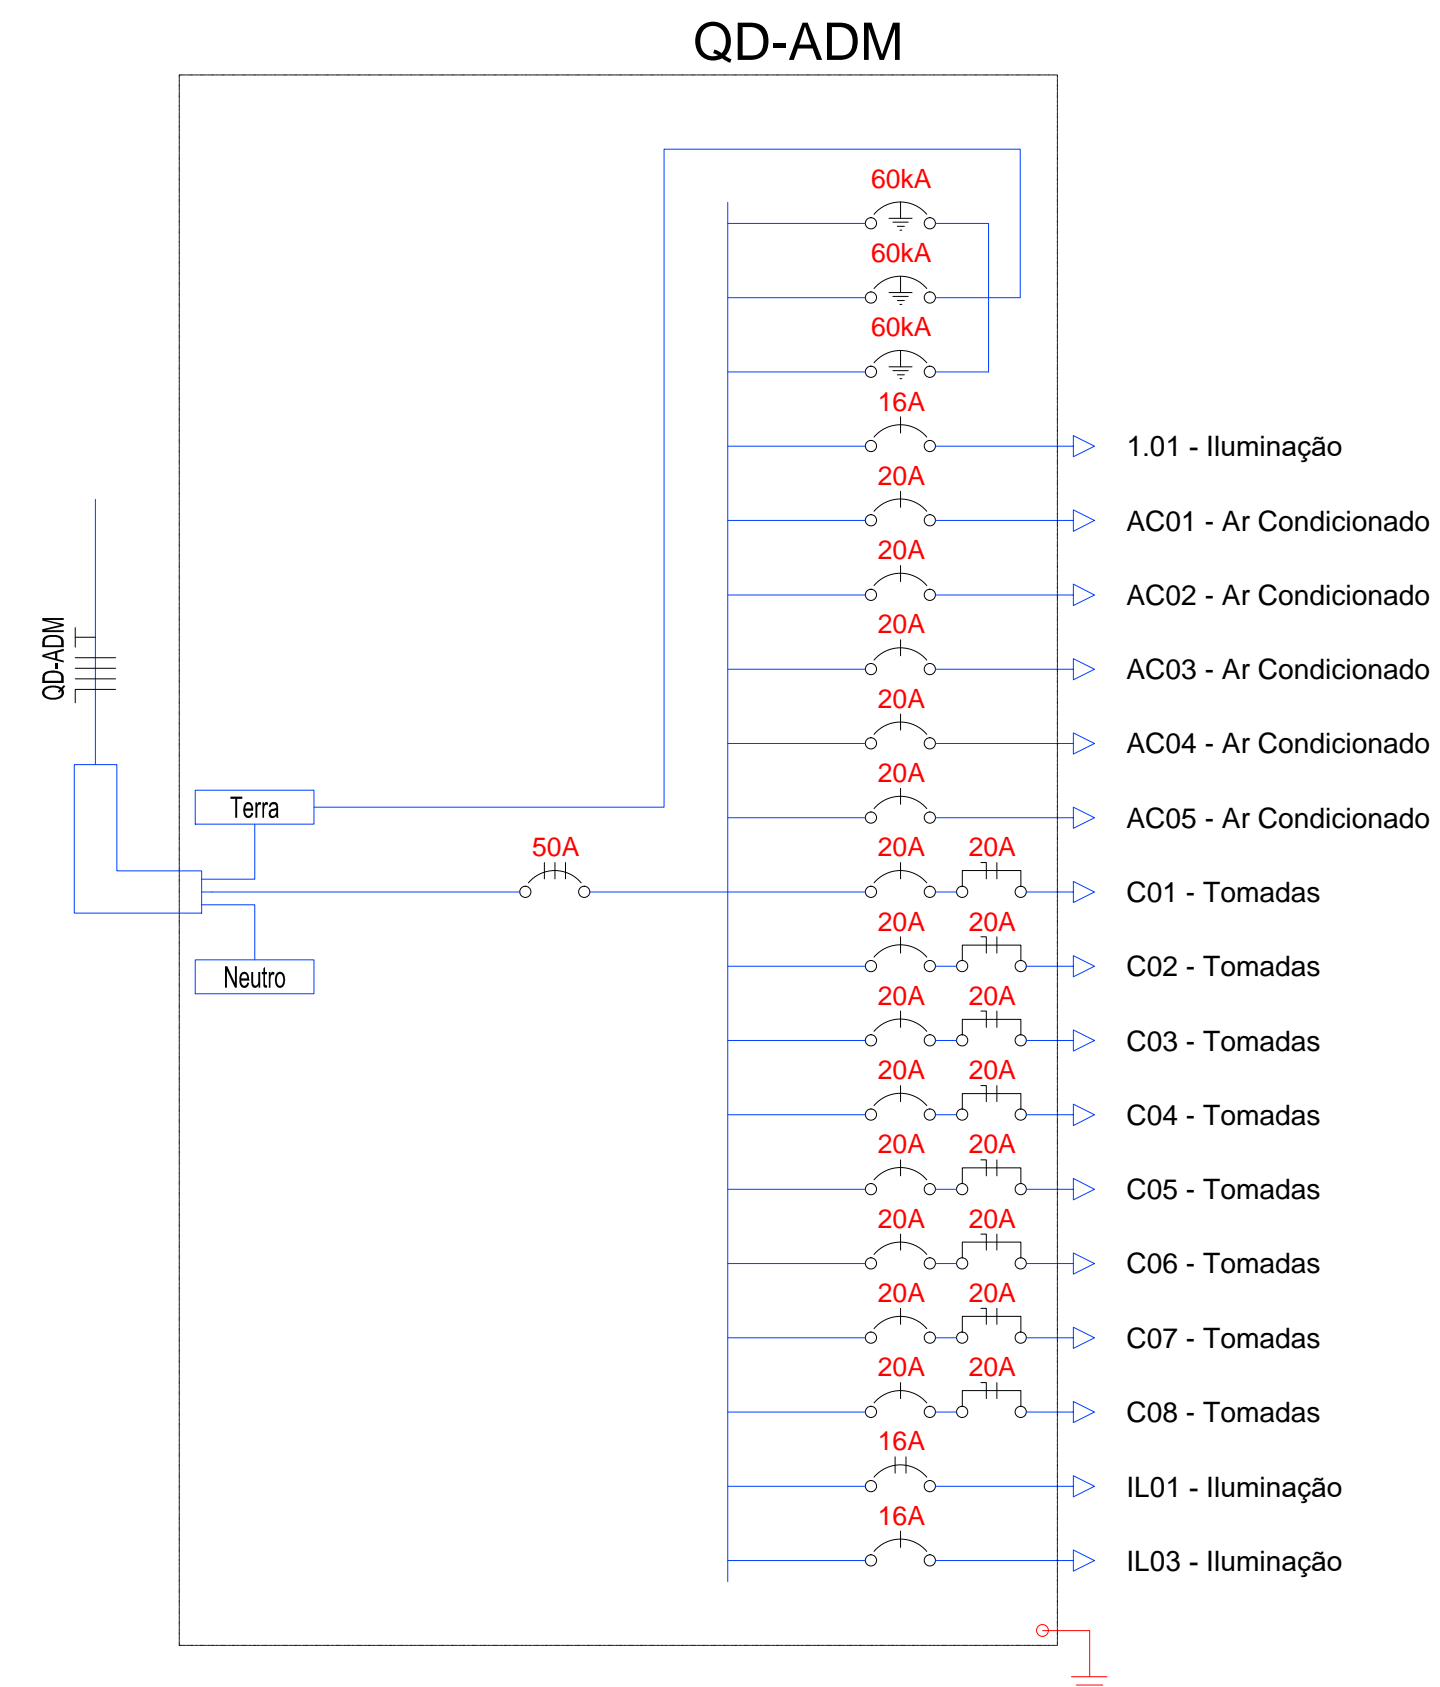 QD-ADM
60kA
60kA
60kA
16A
1.01 - Iluminação
20A
AC01 - Ar Condicionado
20A
AC02 - Ar Condicionado
20A
AC03 - Ar Condicionado
20A
AC04 - Ar Condicionado
20A
AC05 - Ar Condicionado
QD-ADM
Terra
50A
20A 20A
C01 - Tomadas
Neutro
20A 20A
C02 - Tomadas
20A 20A
C03 - Tomadas
20A 20A
C04 - Tomadas
20A 20A
C05 - Tomadas
20A 20A
C06 - Tomadas
20A 20A
C07 - Tomadas
20A 20A
C08 - Tomadas
16A
IL01 - Iluminação
16A
IL03 - Iluminação